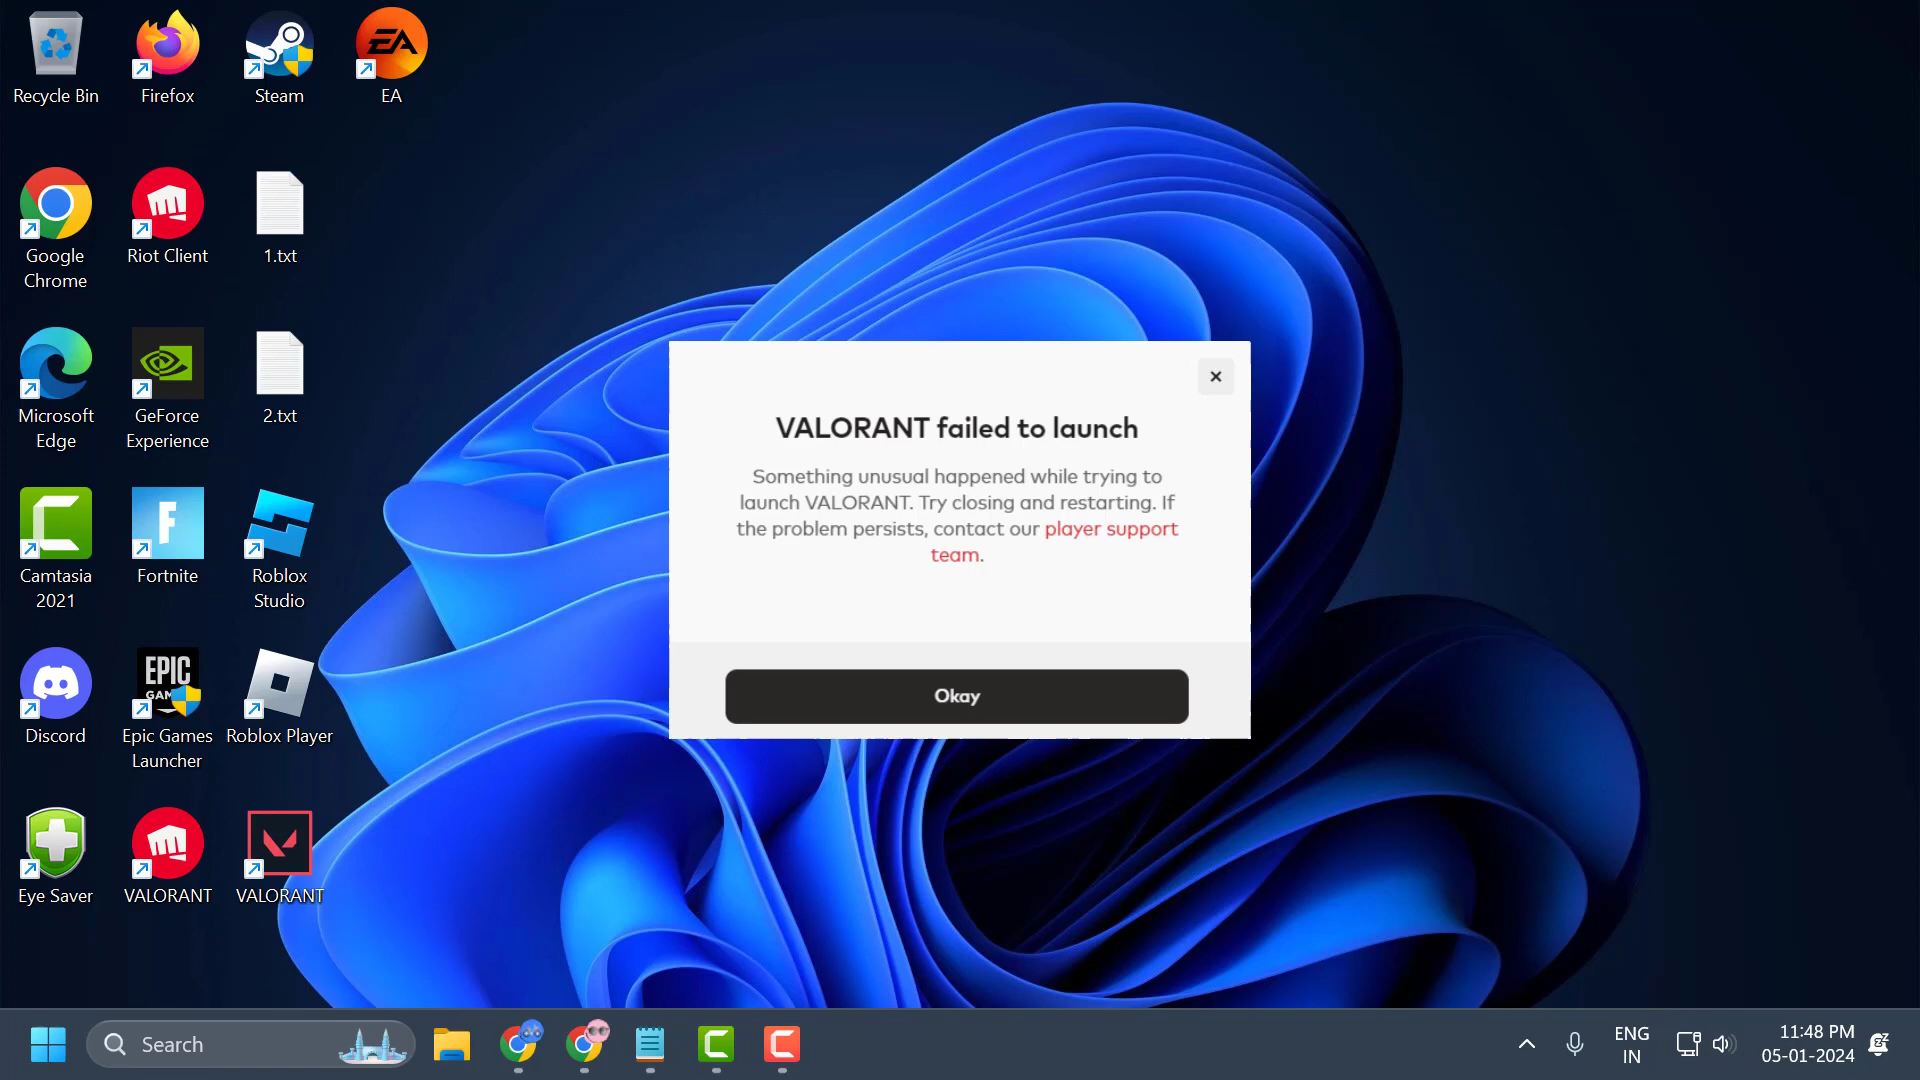 Recycle Bin
Firefox
Steam
EA
EA
Google
Chrome
Riot Client
1.txt
Microsoft
Edge
GeForce
Experience
2.txt
Camtasia
2021
F
Fortnite
Roblox
Studio
Discord
EPIC
GAM
Epic Games
Launcher
Roblox Player
Eye Saver
VALORANT
VALORANT
VALORANT failed to launch
Something unusual happened while trying to
launch VALORANT. Try closing and restarting. If
the problem persists, contact our player support
team.
Okay
Search
ENG
IN
11:48 PM
05-01-2024